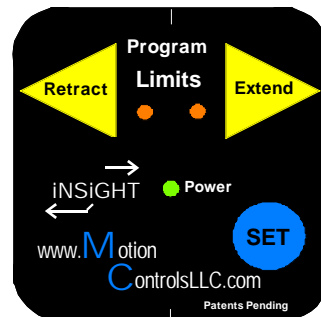 Program
Limits
Retract
Extend
iNSiGHT
Power
SET
www.Motion
ControlsLLC.com
Patents Pending